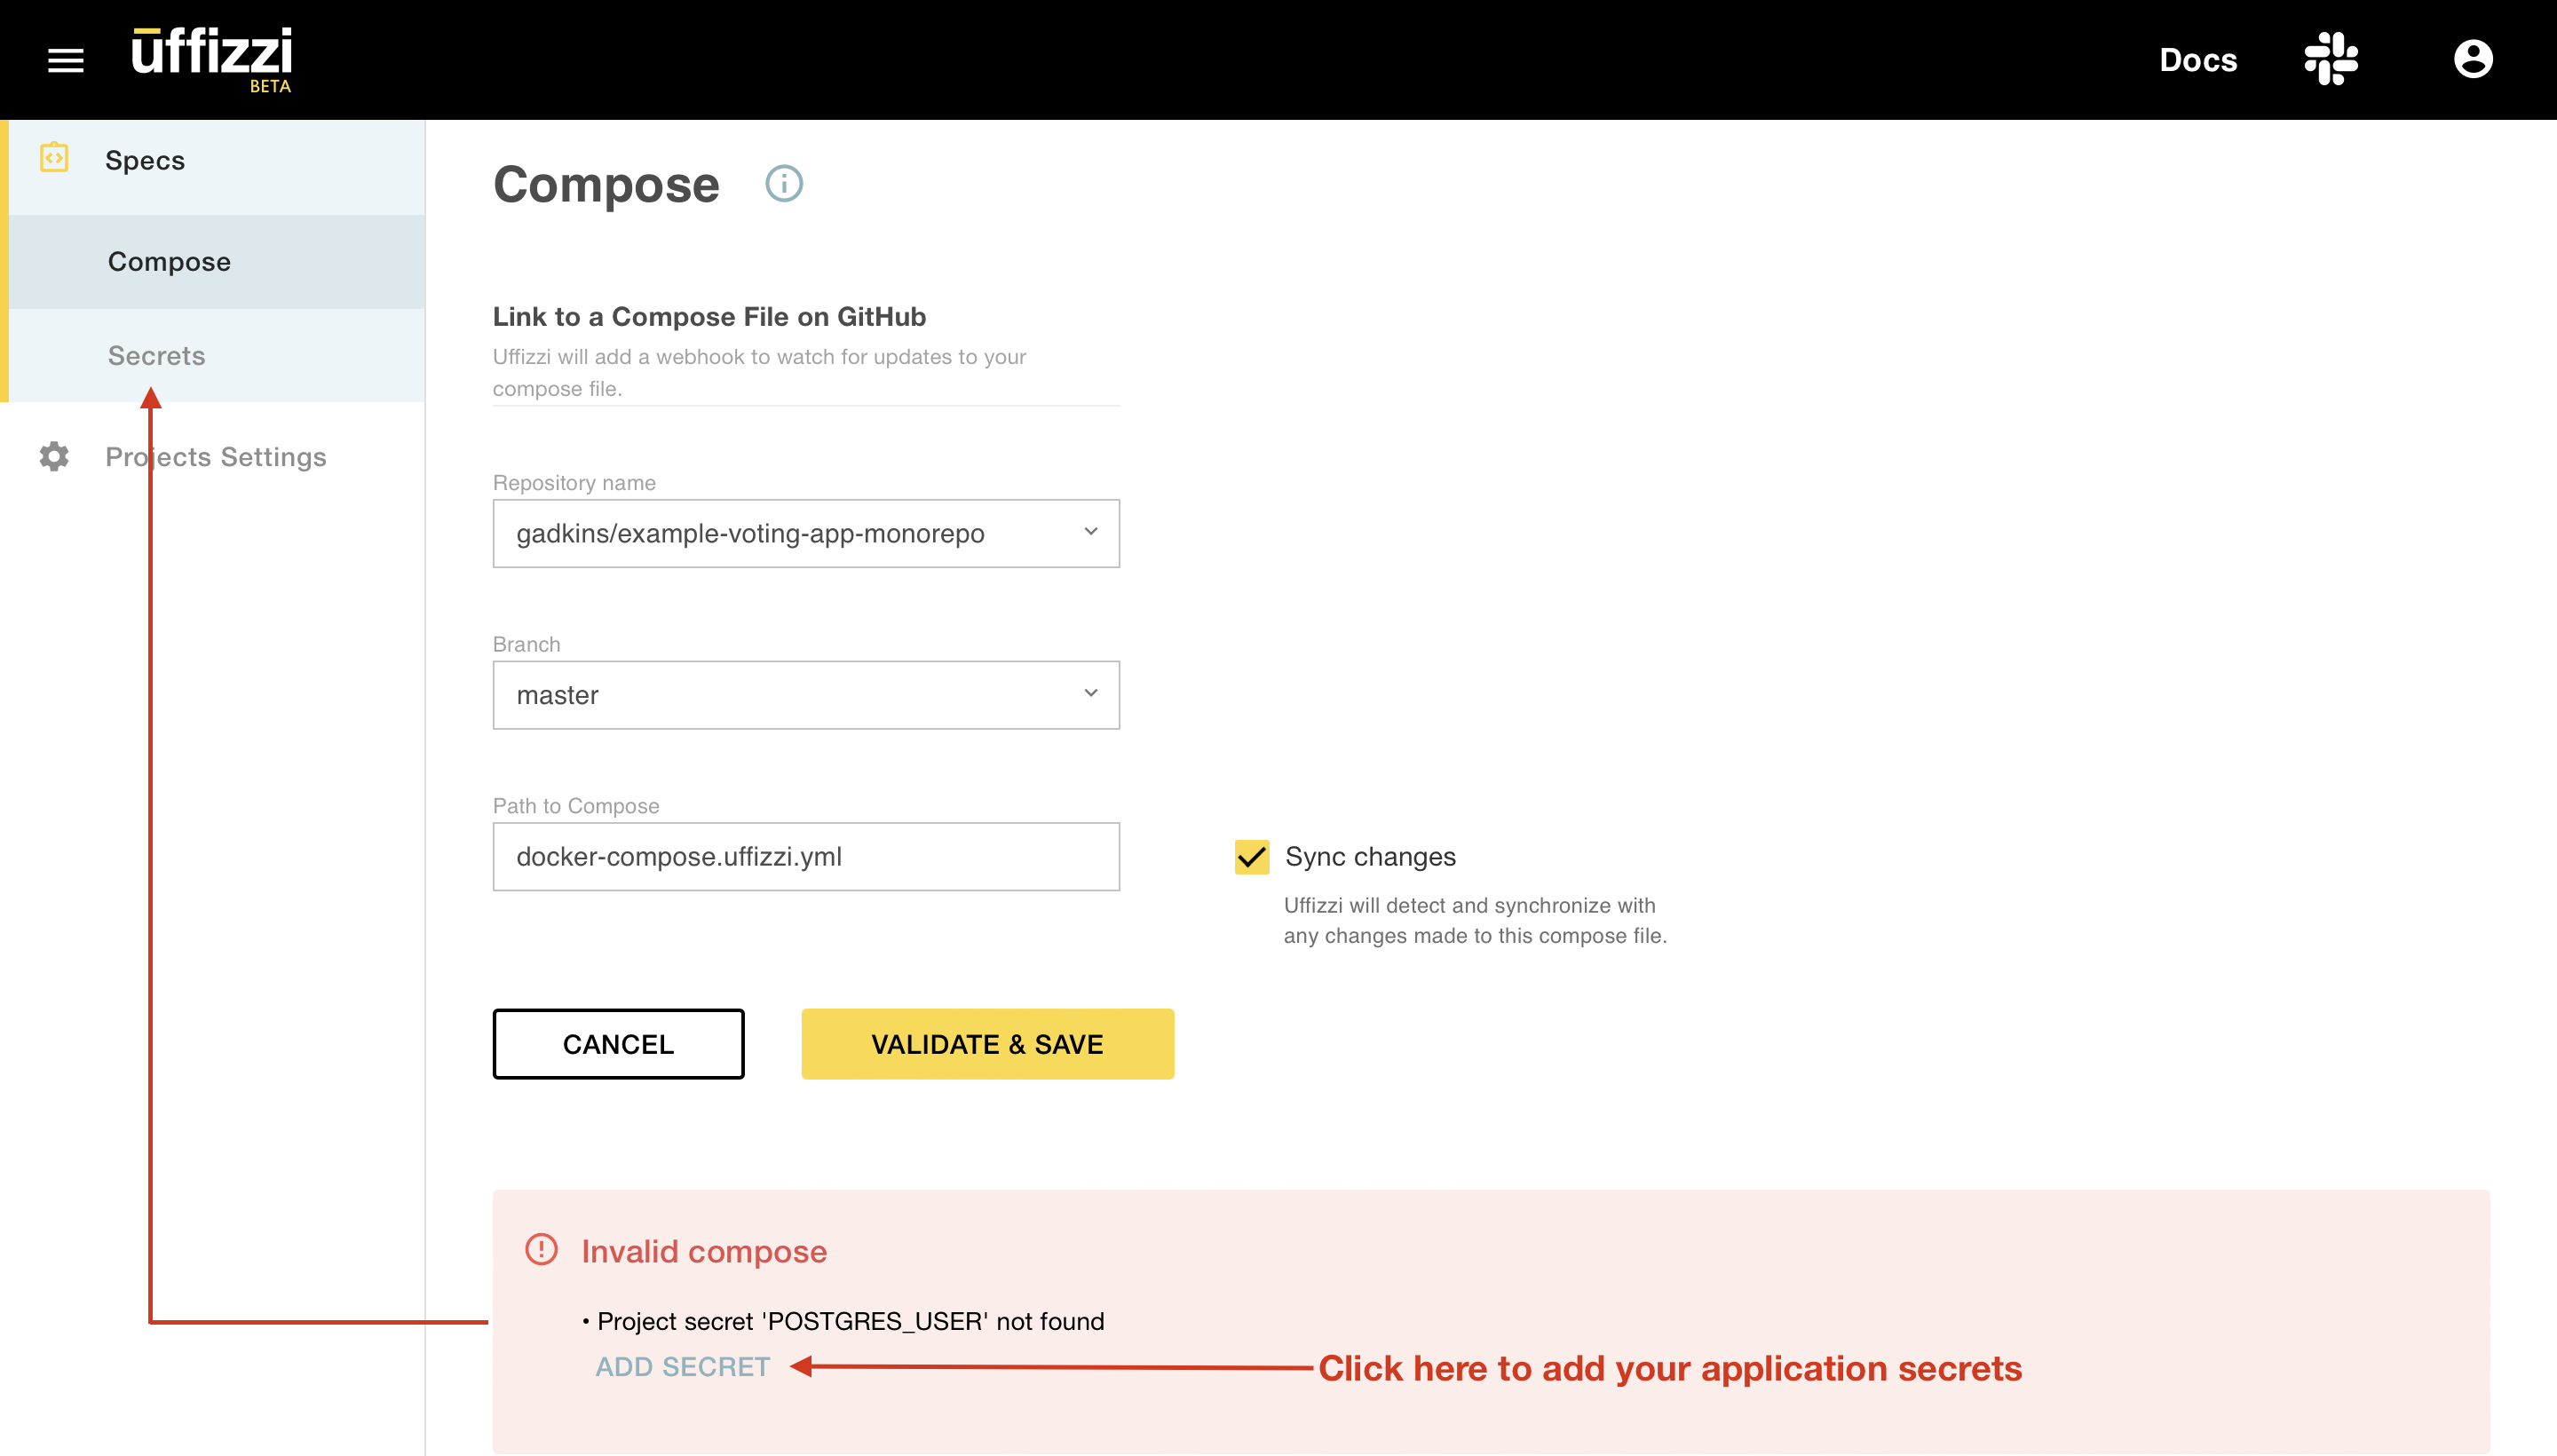 uffizzi
BETA
Docs
Specs
Compose
Secrets
Projects Settings
Compose
Link to a Compose File on GitHub
Uffizzi will add a webhook to watch for updates to your
compose file.
Repository name
gadkins/example-voting-app-monorepo
Branch
master
Path to Compose
docker-compose.uffizzi.yml
Sync changes
Uffizzi will detect and synchronize with
any changes made to this compose file.
CANCEL
VALIDATE & SAVE
Invalid compose
• Project secret 'POSTGRES_USER' not found
ADD SECRET
Click here to add your application secrets